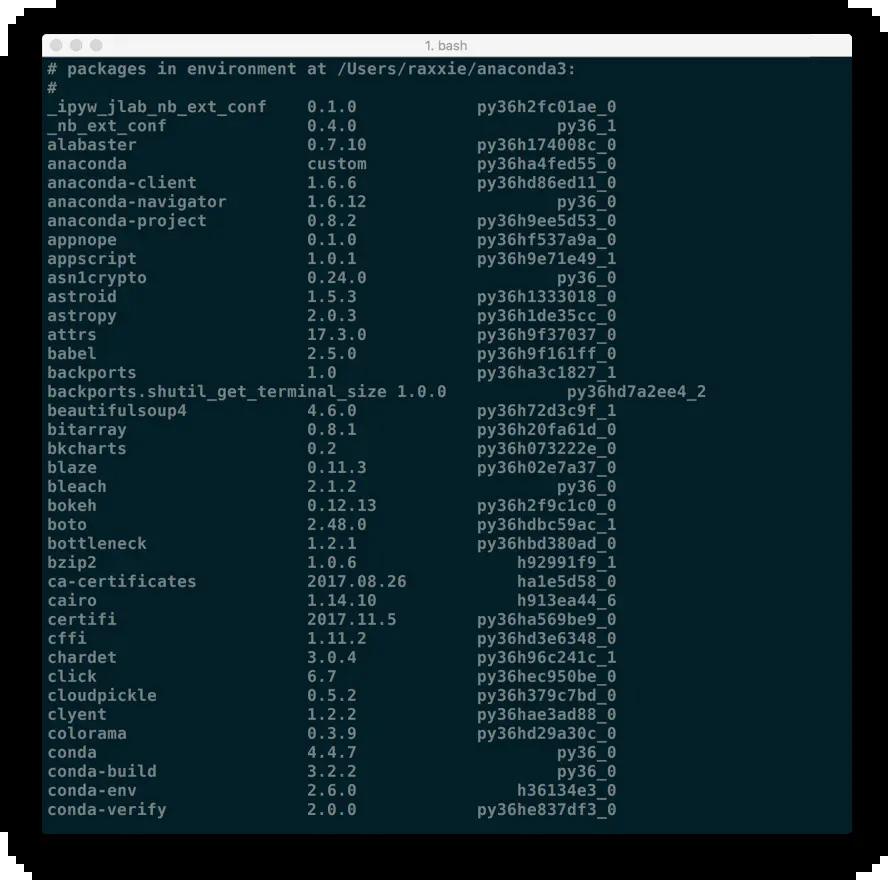 1. bash
# packages in environment at /Users/raxxie/anaconda3:
#
_ipyw_jlab_nb_ext_conf    0.1.0            py36h2fc01ae_0
_nb_ext_conf              0.4.0                    py36_1
alabaster                 0.7.10           py36h174008c_0
anaconda                  custom           py36ha4fed55_0
anaconda-client           1.6.6            py36hd86ed11_0
anaconda-navigator        1.6.12                   py36_0
anaconda-project          0.8.2            py36h9ee5d53_0
appnope                   0.1.0            py36hf537a9a_0
appscript                 1.0.1            py36h9e71e49_1
asn1crypto                0.24.0                   py36_0
astroid                   1.5.3            py36h1333018_0
astropy                   2.0.3            py36h1de35cc_0
attrs                     17.3.0           py36h9f37037_0
babel                     2.5.0            py36h9f161ff_0
backports                 1.0              py36ha3c1827_1
backports.shutil_get_terminal_size 1.0.0            py36hd7a2ee4_2
beautifulsoup4            4.6.0            py36h72d3c9f_1
bitarray                  0.8.1            py36h20fa61d_0
bkcharts                  0.2              py36h073222e_0
blaze                     0.11.3           py36h02e7a37_0
bleach                    2.1.2                    py36_0
bokeh                     0.12.13          py36h2f9c1c0_0
boto                      2.48.0           py36hdbc59ac_1
bottleneck                1.2.1            py36hbd380ad_0
bzip2                     1.0.6                h92991f9_1
ca-certificates           2017.08.26           ha1e5d58_0
cairo                     1.14.10              h913ea44_6
certifi                   2017.11.5        py36ha569be9_0
cffi                      1.11.2           py36hd3e6348_0
chardet                   3.0.4            py36h96c241c_1
click                     6.7              py36hec950be_0
cloudpickle               0.5.2            py36h379c7bd_0
clyent                    1.2.2            py36hae3ad88_0
colorama                  0.3.9            py36hd29a30c_0
conda                     4.4.7                    py36_0
conda-build               3.2.2                    py36_0
conda-env                 2.6.0                h36134e3_0
conda-verify              2.0.0            py36he837df3_0